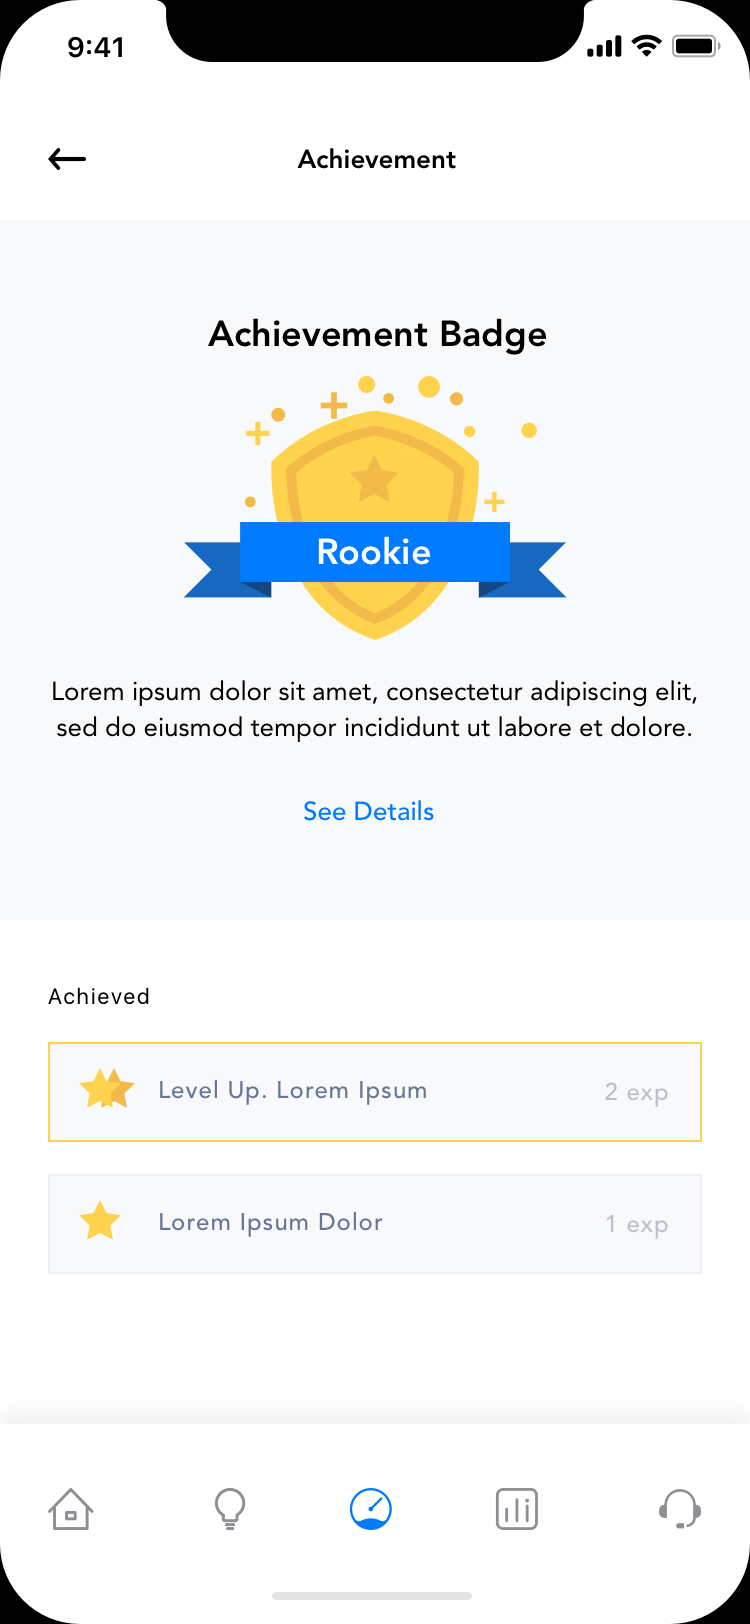 9:41
Achievement
Achievement Badge
Rookie
Lorem ipsum dolor sit amet, consectetur adipiscing elit,
sed do eiusmod tempor incididunt ut labore et dolore.
See Details
Achieved
Level Up. Lorem Ipsum 2 exp
Lorem Ipsum Dolor 1 exp